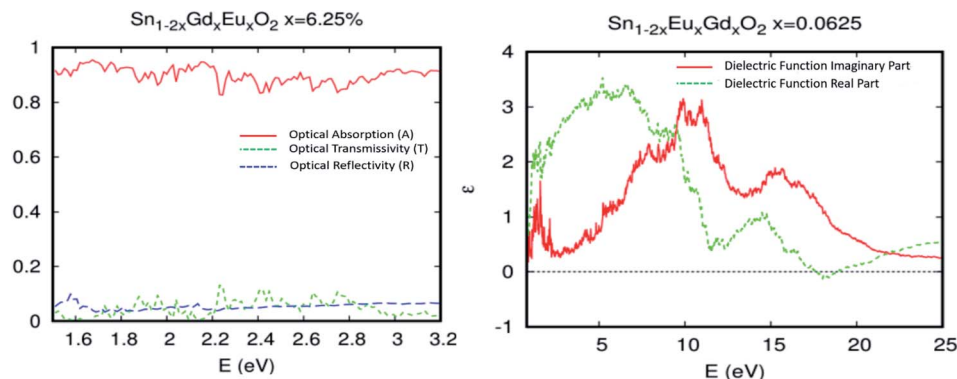 Sn₁₋₂ₓGdₓEuₓO₂ x=6.25%
1
0.8
0.6
0.4
0.2
0
Optical Absorption (A)
Optical Transmissivity (T)
Optical Reflectivity (R)
1.6 1.8 2 2.2 2.4 2.6 2.8 3 3.2
E (eV)
Sn₁₋₂ₓEuₓGdₓO₂ x=0.0625
4
3
2
1
0
-1
ε
Dielectric Function Imaginary Part
Dielectric Function Real Part
5 10 15 20 25
E (eV)